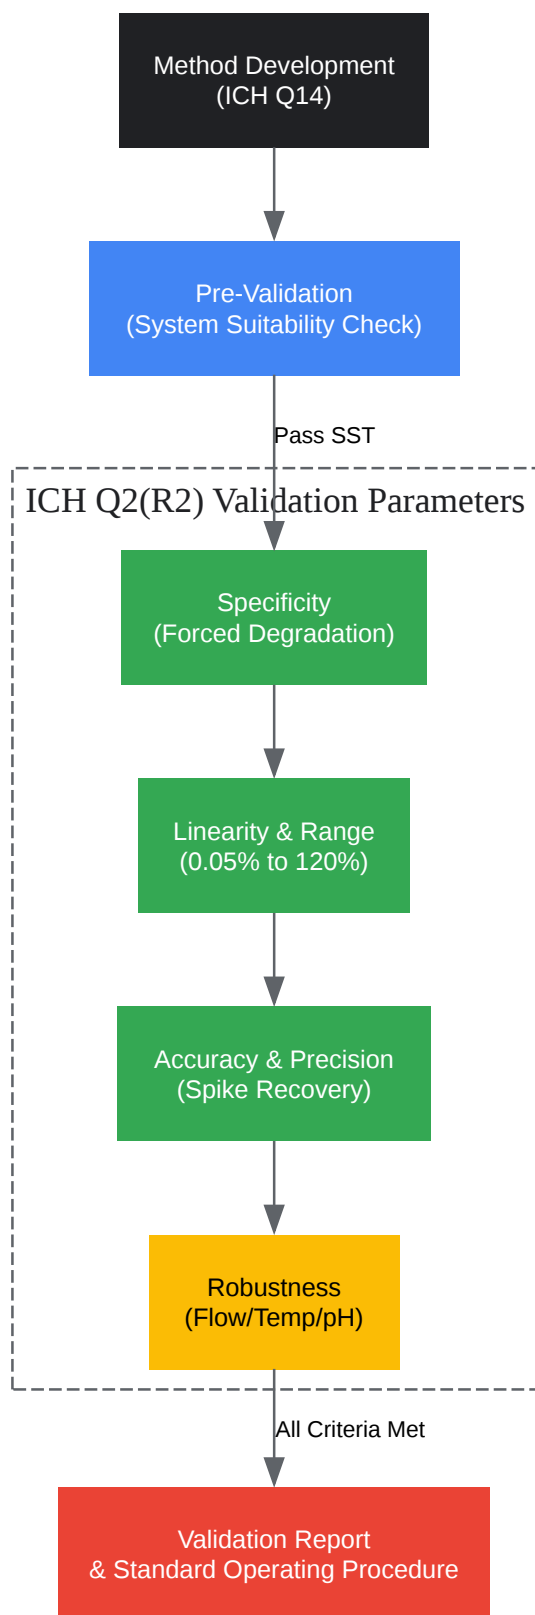 Method Development
(ICH Q14)
Pre-Validation
(System Suitability Check)
Pass SST
ICH Q2(R2) Validation Parameters
Specificity
(Forced Degradation)
Linearity & Range
(0.05% to 120%)
Accuracy & Precision
(Spike Recovery)
Robustness
(Flow/Temp/pH)
All Criteria Met
Validation Report
& Standard Operating Procedure